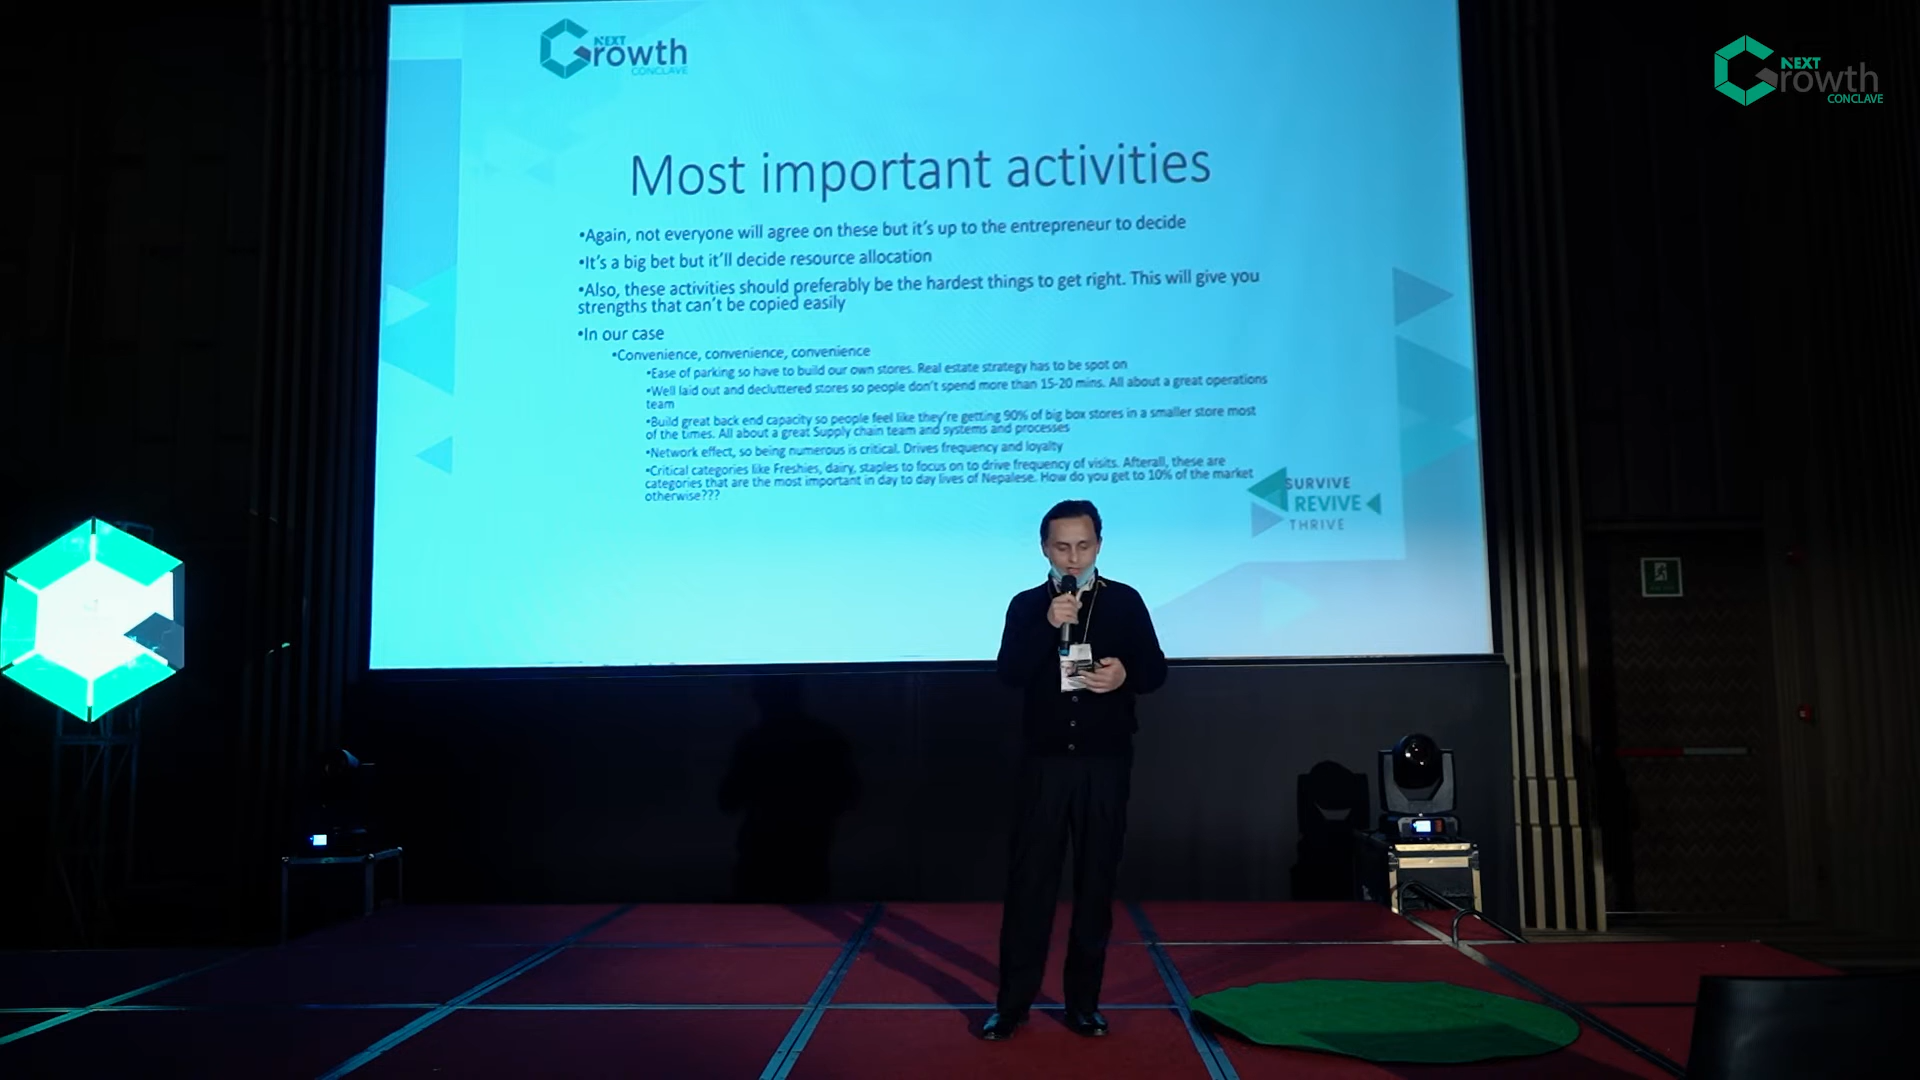 NEXT
Growth
CONCLAVE
NEXT
Growth
CONCLAVE
Most important activities
•Again, not everyone will agree on these but it's up to the entrepreneur to decide
•It's a big bet but it'll decide resource allocation
•Also, these activities should preferably be the hardest things to get right. This will give you
strengths that can't be copied easily
•In our case
•Convenience, convenience, convenience
•Ease of parking so have to build our own stores. Real estate strategy has to be spot on
•Well laid out and decluttered stores so people don't spend more than 15-20 mins. All about a great operations
team
•Build great back end capacity so people feel like they're getting 90% of big box stores in a smaller store most
of the times. All about a great Supply chain team and systems and processes
•Network effect, so being numerous is critical. Drives frequency and loyalty
•Critical categories like Freshies, dairy, staples to focus on to drive frequency of visits. Afterall, these are
categories that are the most important in day to day lives of Nepalese. How do you get to 10% of the market
otherwise???
SURVIVE
REVIVE
THRIVE